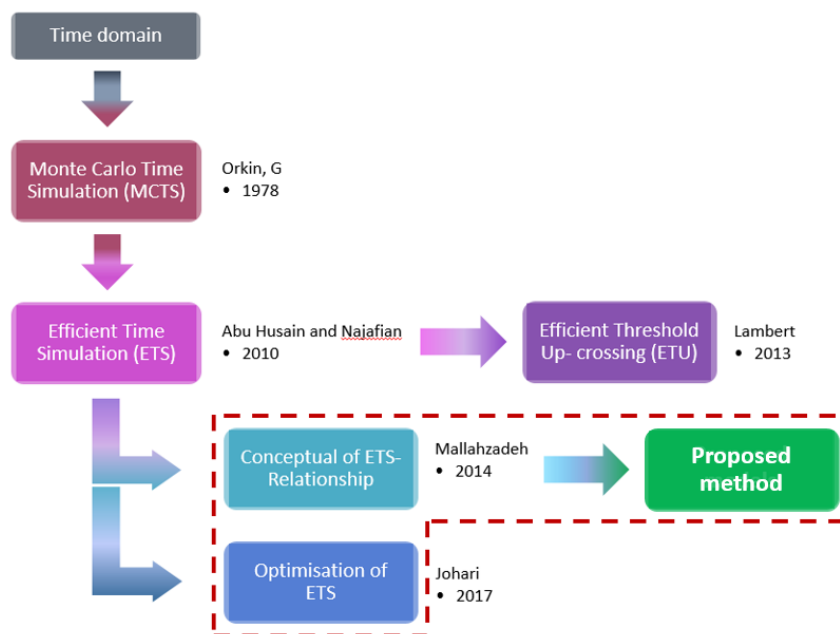 Time domain
Monte Carlo Time
Simulation (MCTS)
Orkin, G
• 1978
Efficient Time
Simulation (ETS)
Abu Husain and Najafian
• 2010
Efficient Threshold
Up- crossing (ETU)
Lambert
• 2013
Conceptual of ETS-
Relationship
Mallahzadeh
• 2014
Proposed
method
Optimisation of
ETS
Johari
• 2017